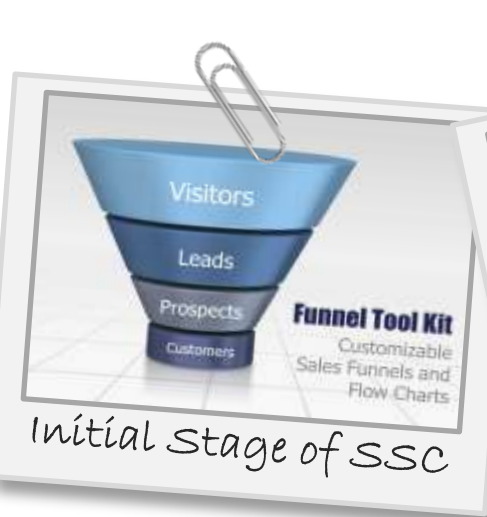 Visitors
Leads
Prospects
Customers
Funnel Tool Kit
Customizable
Sales Funnels and
Flow Charts
Initial Stage of SSC